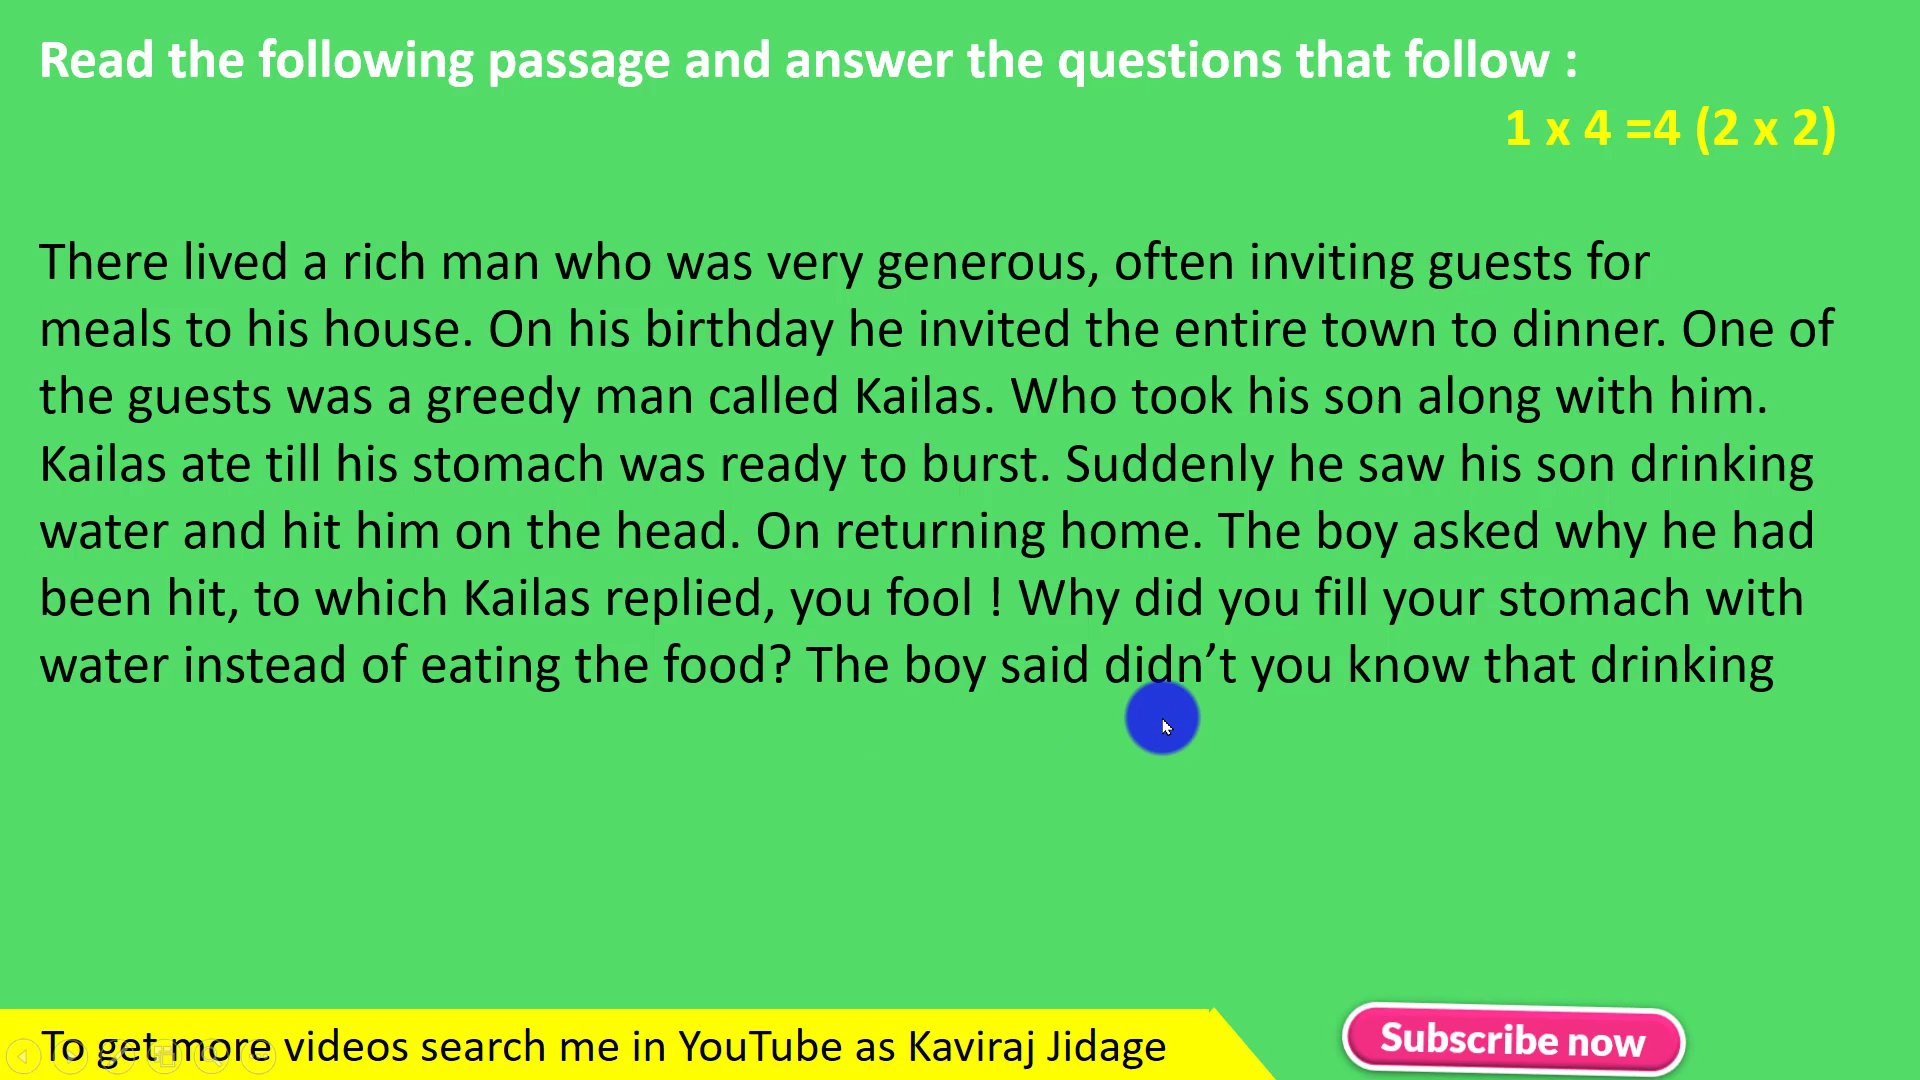 Read the following passage and answer the questions that follow :
1 x 4 =4 (2 x 2)
There lived a rich man who was very generous, often inviting guests for
meals to his house. On his birthday he invited the entire town to dinner. One of
the guests was a greedy man called Kailas. Who took his son along with him.
Kailas ate till his stomach was ready to burst. Suddenly he saw his son drinking
water and hit him on the head. On returning home. The boy asked why he had
been hit, to which Kailas replied, you fool ! Why did you fill your stomach with
water instead of eating the food? The boy said didn’t you know that drinking
To get more videos search me in YouTube as Kaviraj Jidage
Subscribe now